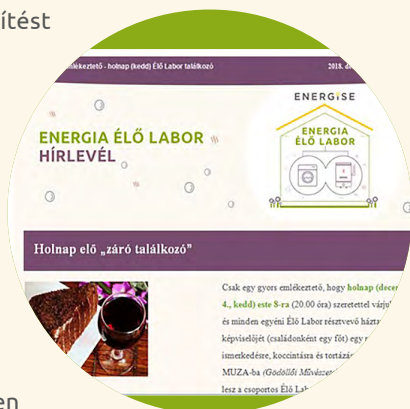 ítést
emlékeztető - holnap (kedd) Élő Labor találkozó 2018.
ENERGISE
ENERGIA ÉLŐ LABOR
HÍRLEVÉL
ENERGIA
ÉLŐ LABOR
Holnap elő „záró találkozó”
Csak egy gyors emlékeztető, hogy holnap (decem
4., kedd) este 8-ra (20.00 óra) szeretettel várju
és minden egyéni Élő Labor résztvevő házta
képviselőjét (családonként egy főt) egy
ismerkedésre, koccintásra és tortázá
MUZA-ba (Gödöllői Művésze
lesz a csoportos Élő Lab
en